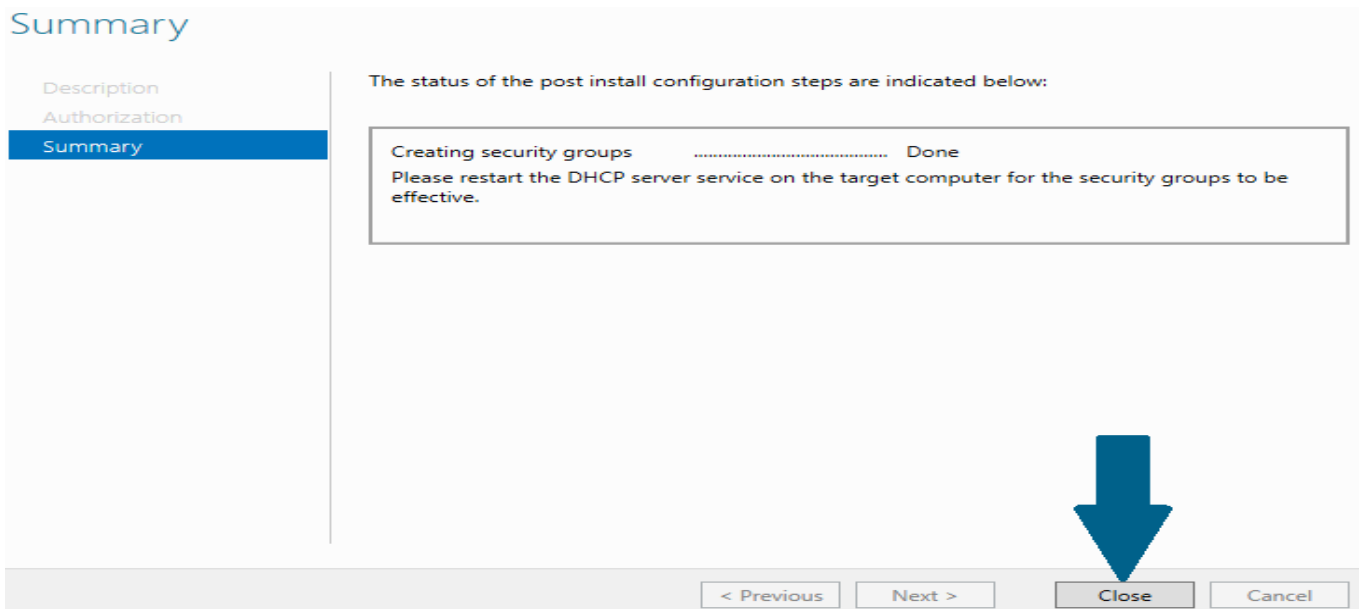 Summary
Description
Authorization
Summary
The status of the post install configuration steps are indicated below:
Creating security groups ........................................ Done
Please restart the DHCP server service on the target computer for the security groups to be
effective.
< Previous
Next >
Close
Cancel